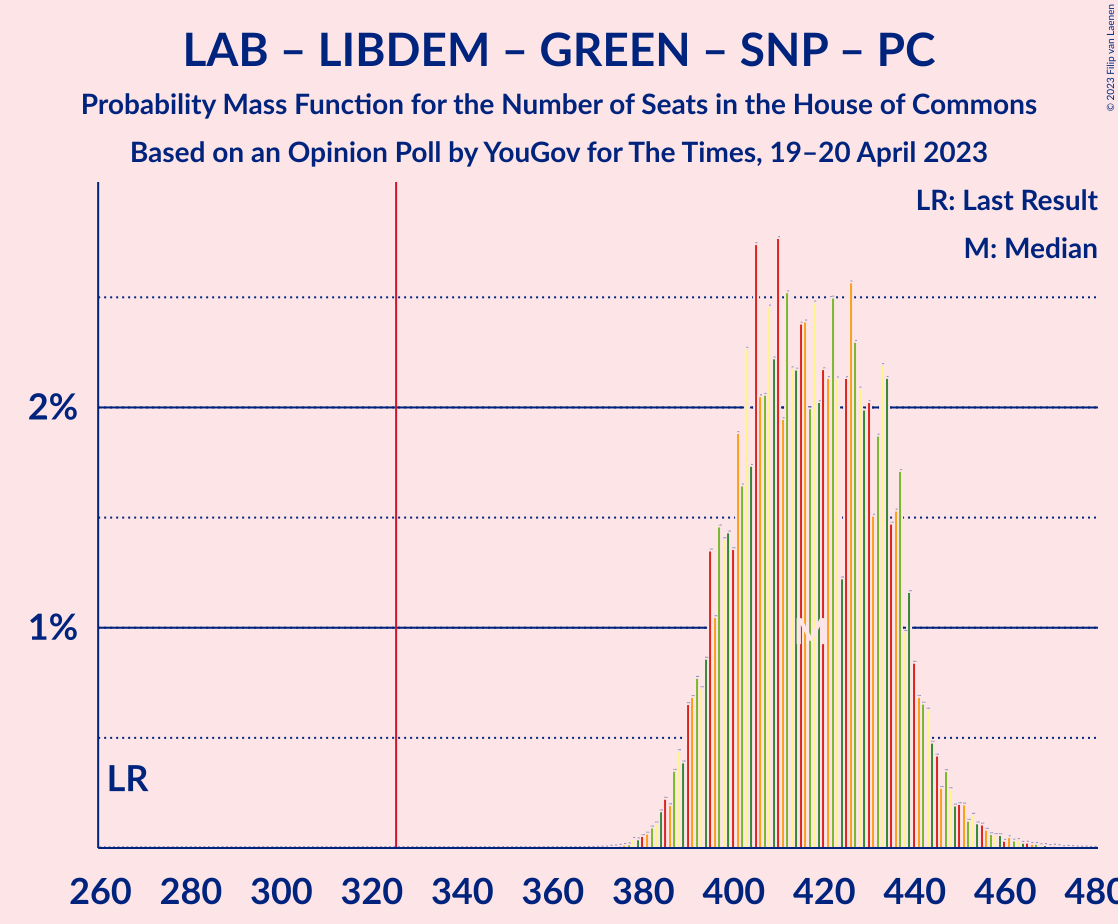 LAB – LIBDEM – GREEN – SNP – PC
Probability Mass Function for the Number of Seats in the House of Commons
Based on an Opinion Poll by YouGov for The Times, 19–20 April 2023
© 2023 Filip van Laenen
LR: Last Result
M: Median
2%
1%
M
LR
260 280 300 320 340 360 380 400 420 440 460 480